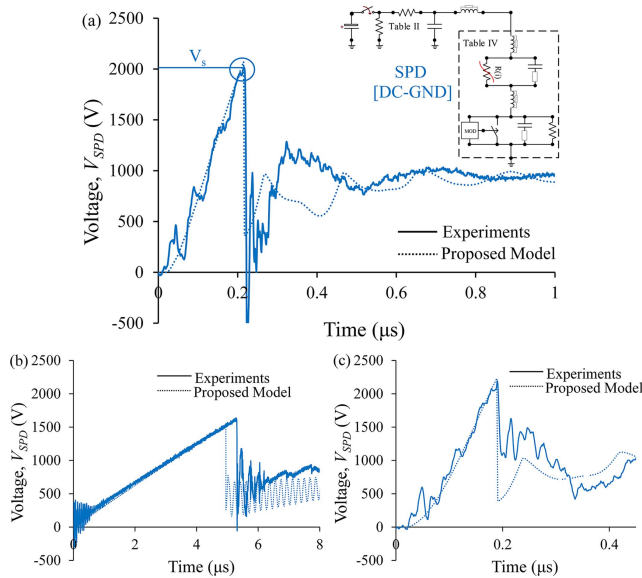 (a)
2500
2000
1500
1000
500
0
-500
Voltage, V_SPD (V)
V_s
0
0.2
0.4
0.6
0.8
1
Time (μs)
Experiments
Proposed Model
Table II
Table IV
R(i)
MOD
SPD
[DC-GND]
(b)
2500
2000
1500
1000
500
0
-500
Voltage, V_SPD (V)
Experiments
Proposed Model
0
2
4
6
8
Time (μs)
(c)
2500
2000
1500
1000
500
0
-500
Voltage, V_SPD (V)
Experiments
Proposed Model
0
0.2
0.4
Time (μs)